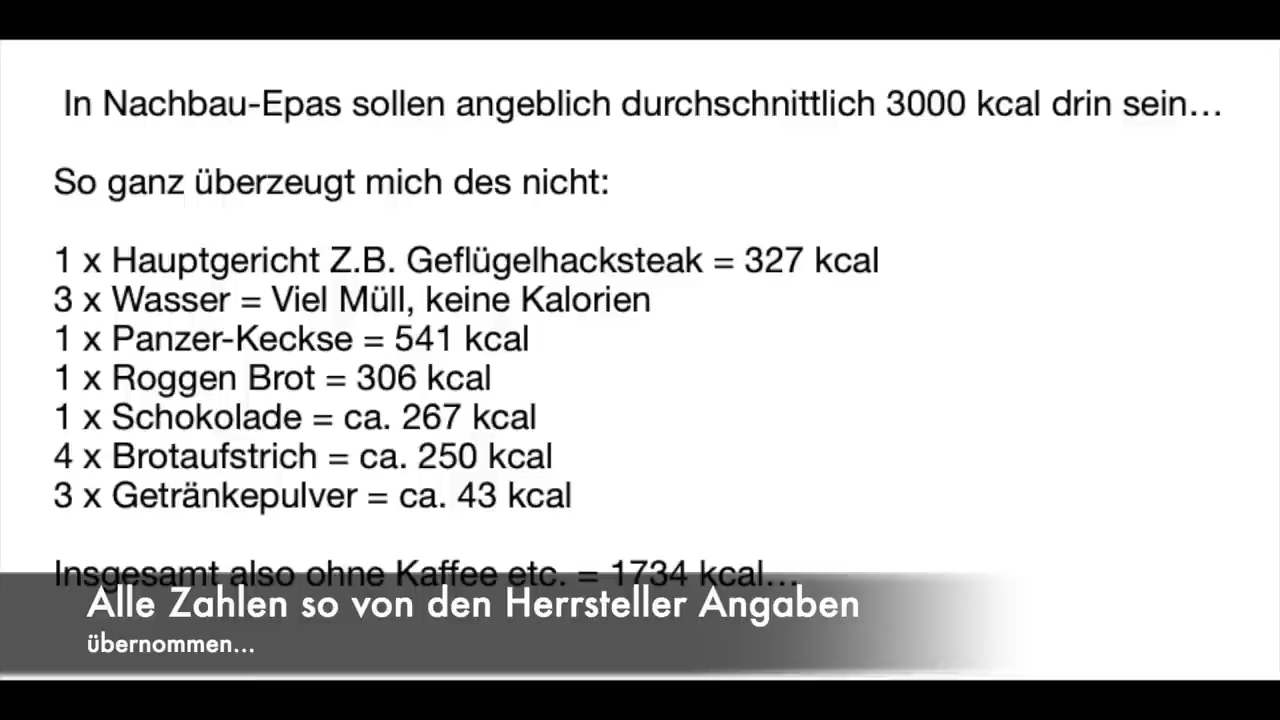 In Nachbau-Epas sollen angeblich durchschnittlich 3000 kcal drin sein…
So ganz überzeugt mich des nicht:
1 x Hauptgericht Z.B. Geflügelhacksteak = 327 kcal
3 x Wasser = Viel Müll, keine Kalorien
1 x Panzer-Keckse = 541 kcal
1 x Roggen Brot = 306 kcal
1 x Schokolade = ca. 267 kcal
4 x Brotaufstrich = ca. 250 kcal
3 x Getränkepulver = ca. 43 kcal
Insgesamt also ohne Kaffee etc. = 1734 kcal…
Alle Zahlen so von den Herrsteller Angaben
übernommen...